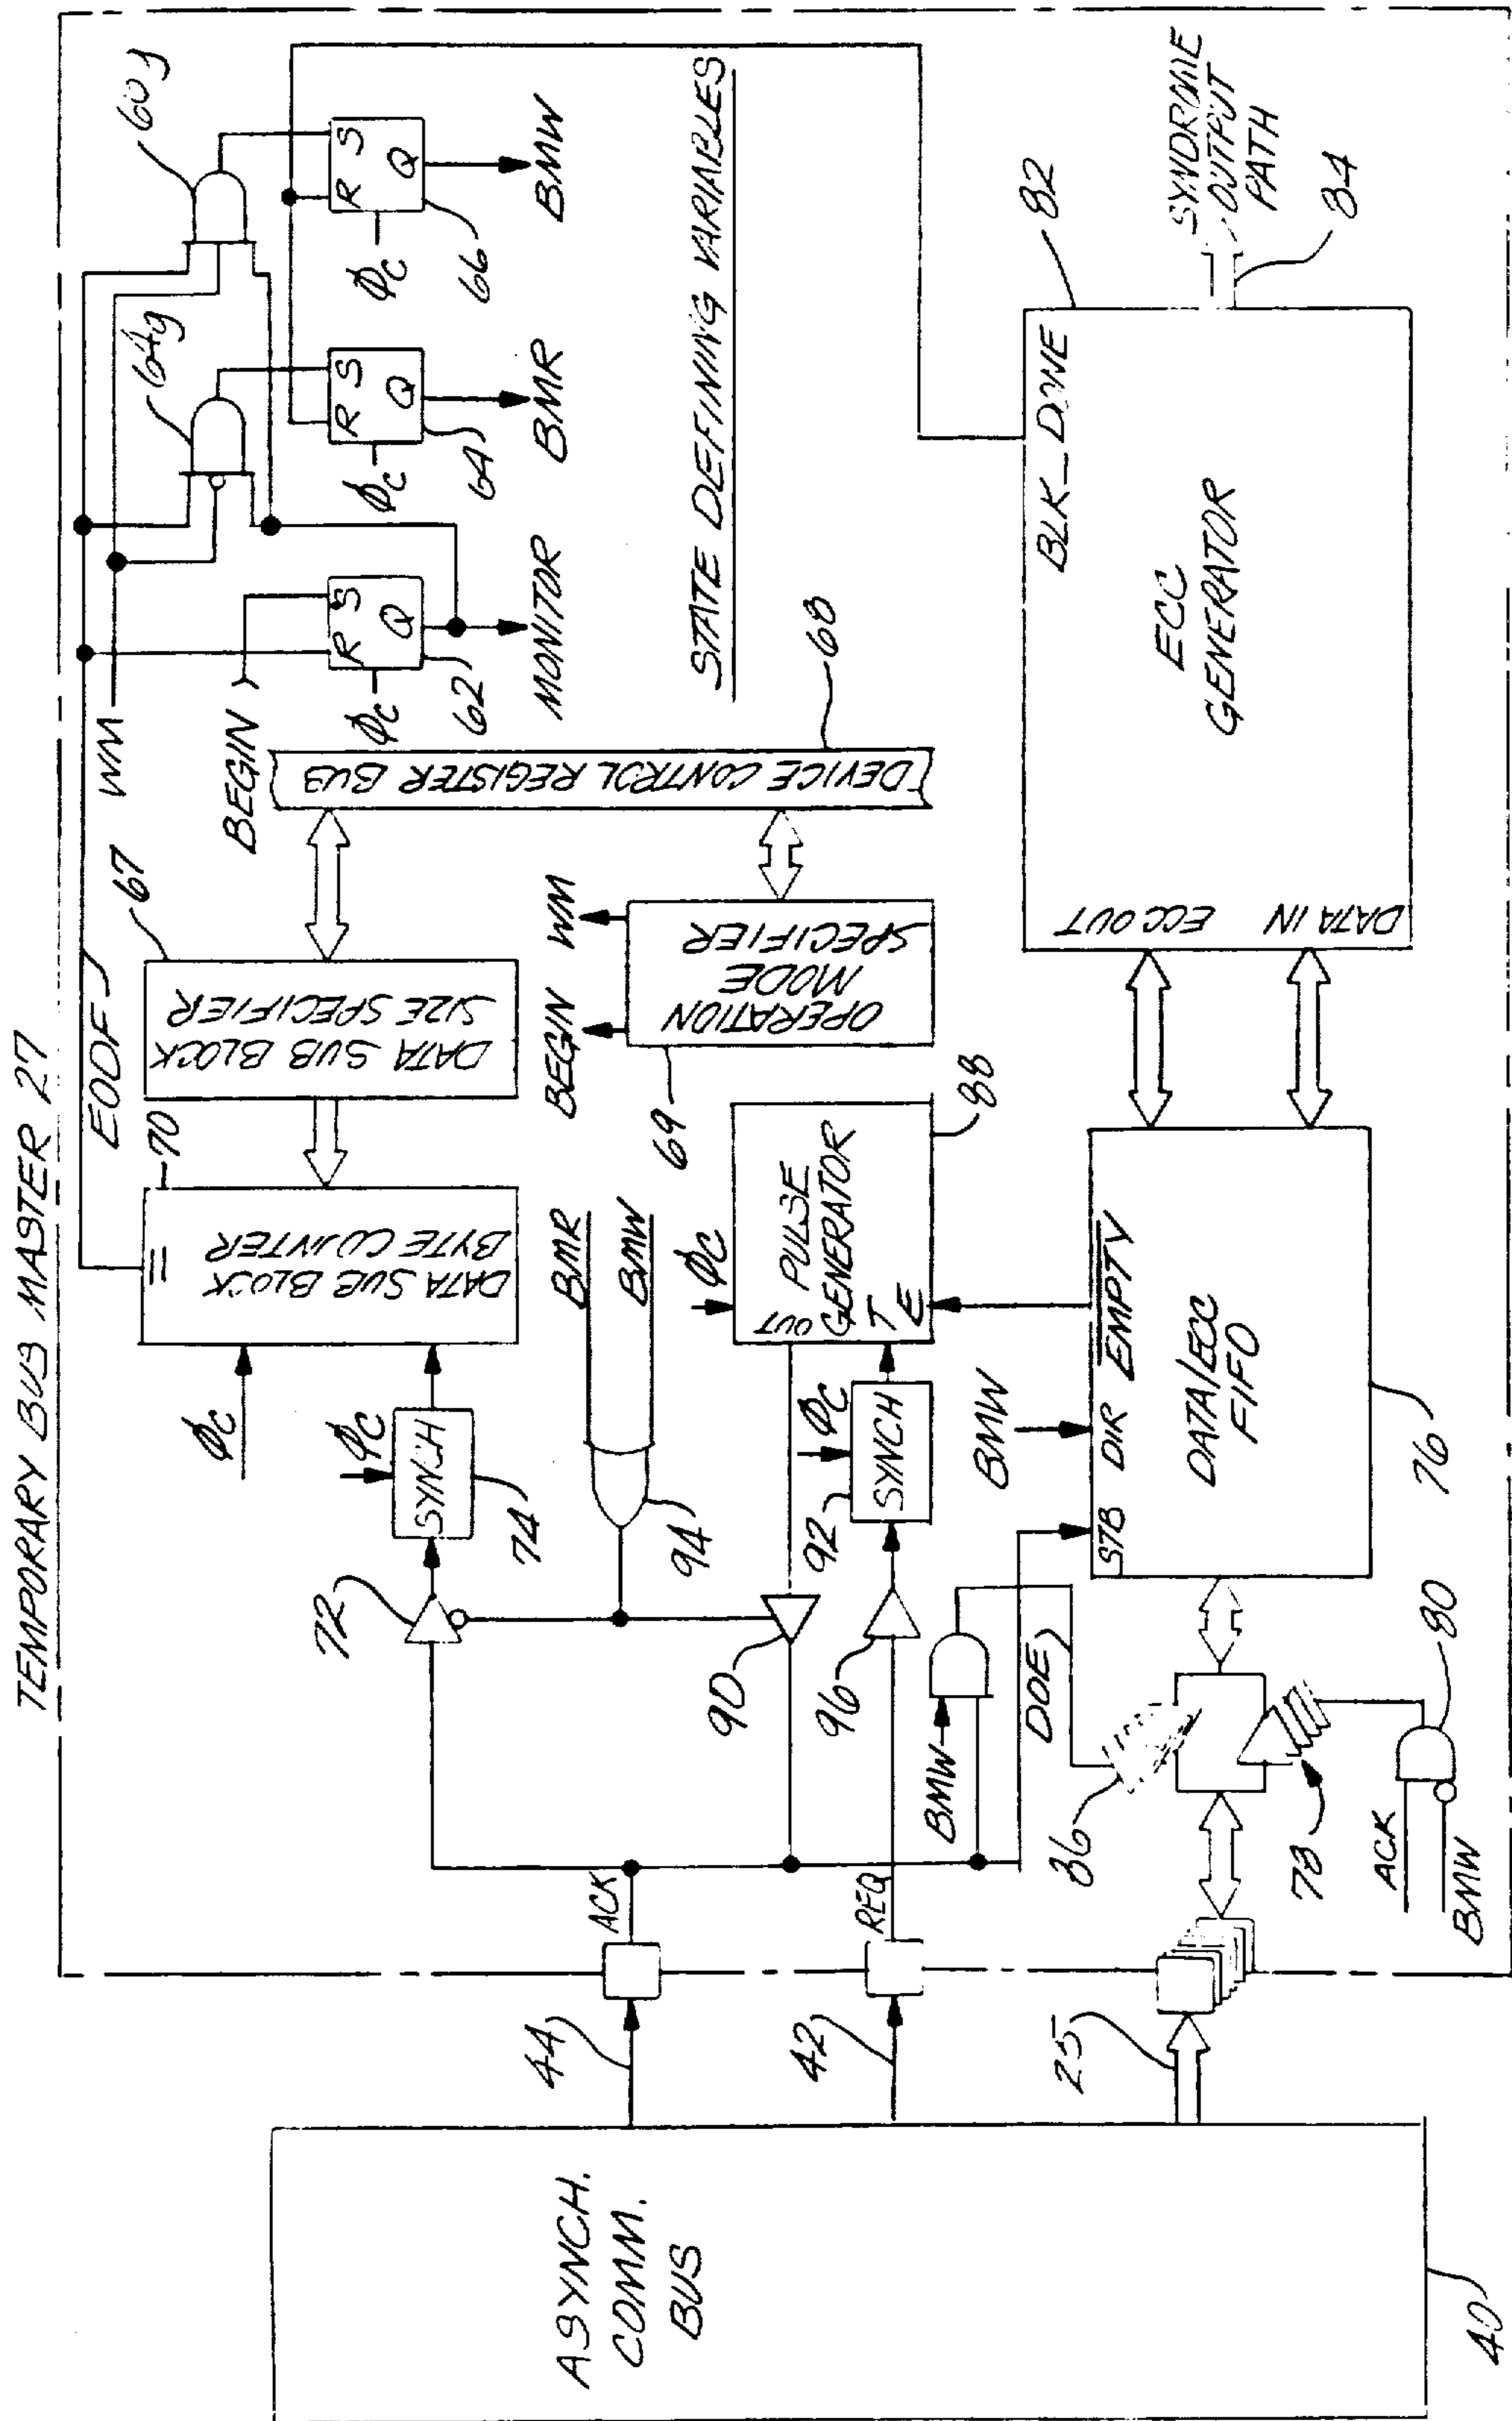 TEMPORARY BUS MASTER 27
EODF
67
WM
BEGIN
70
=
DATA SUB BLOCK
BYTE COUNTER
DATA SUB BLOCK
SIZE SPECIFIER
ΦC
ΦC
SYNCH
74
72
BMR
BMW
94
64g
R S
Q
ΦC
62
MONITOR
R S
Q
ΦC
64
BMR
R S
Q
ΦC
66
BMW
STATE DEFINING VARIABLES
DEVICE CONTROL REGISTER BUS
68
BEGIN
WM
OPERATION
MODE
SPECIFIER
69
ΦC
OUT
PULSE
GENERATOR
T
E
88
90
92
ΦC
SYNCH
96
BMW
DOE
BMW
STB
DIR
EMPTY
DATA/ECC
FIFO
76
86
78
ACK
BMW
80
ECC OUT
DATA IN
BLK_DONE
ECC
GENERATOR
82
SYNDROME
OUTPUT
PATH
84
ACK
REQ
44
42
25
ASYNCH.
COMM.
BUS
40